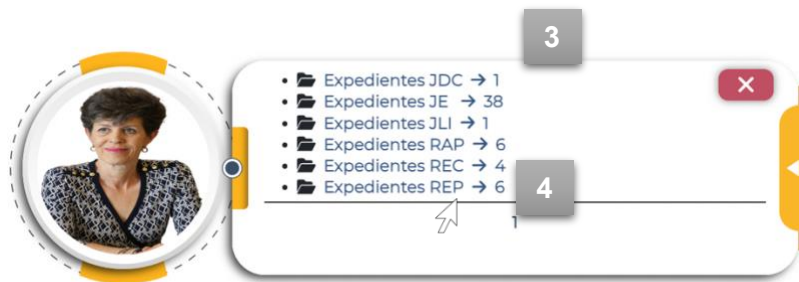 3
Expedientes JDC → 1
Expedientes JE → 38
Expedientes JLI → 1
Expedientes RAP → 6
Expedientes REC → 4
Expedientes REP → 6
4
1